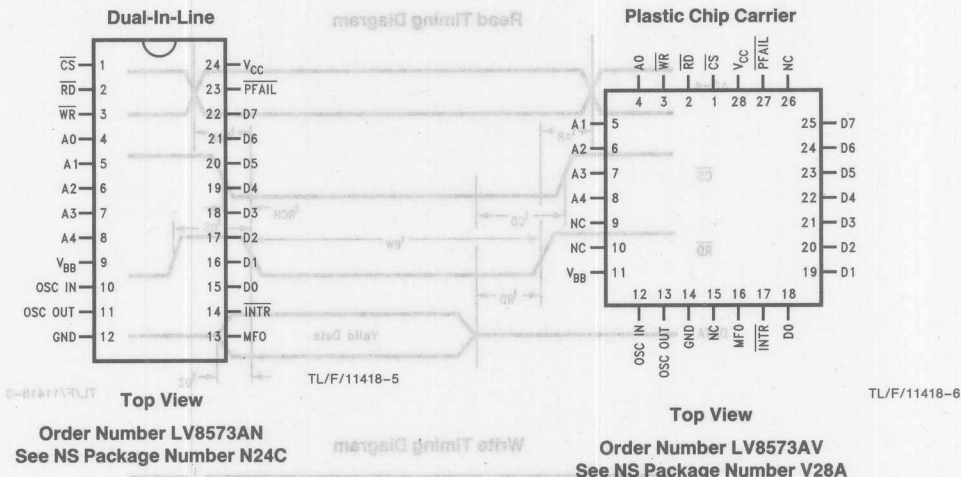 Dual-In-Line
CS 1
RD 2
WR 3
A0 4
A1 5
A2 6
A3 7
A4 8
VBB 9
OSC IN 10
OSC OUT 11
GND 12
24 VCC
23 PFAIL
22 D7
21 D6
20 D5
19 D4
18 D3
17 D2
16 D1
15 D0
14 INTR
13 MFO
TL/F/11418-5
Top View
Order Number LV8573AN
See NS Package Number N24C
Plastic Chip Carrier
A0 WR RD CS VCC PFAIL NC
4 3 2 1 28 27 26
A1 5
A2 6
A3 7
A4 8
NC 9
NC 10
VBB 11
25 D7
24 D6
23 D5
22 D4
21 D3
20 D2
19 D1
12 13 14 15 16 17 18
OSC IN OSC OUT GND NC MFO INTR D0
TL/F/11418-6
Top View
Order Number LV8573AV
See NS Package Number V28A
Read Timing Diagram
CS
RD
Valid Data
TL/F/11418-3
Write Timing Diagram